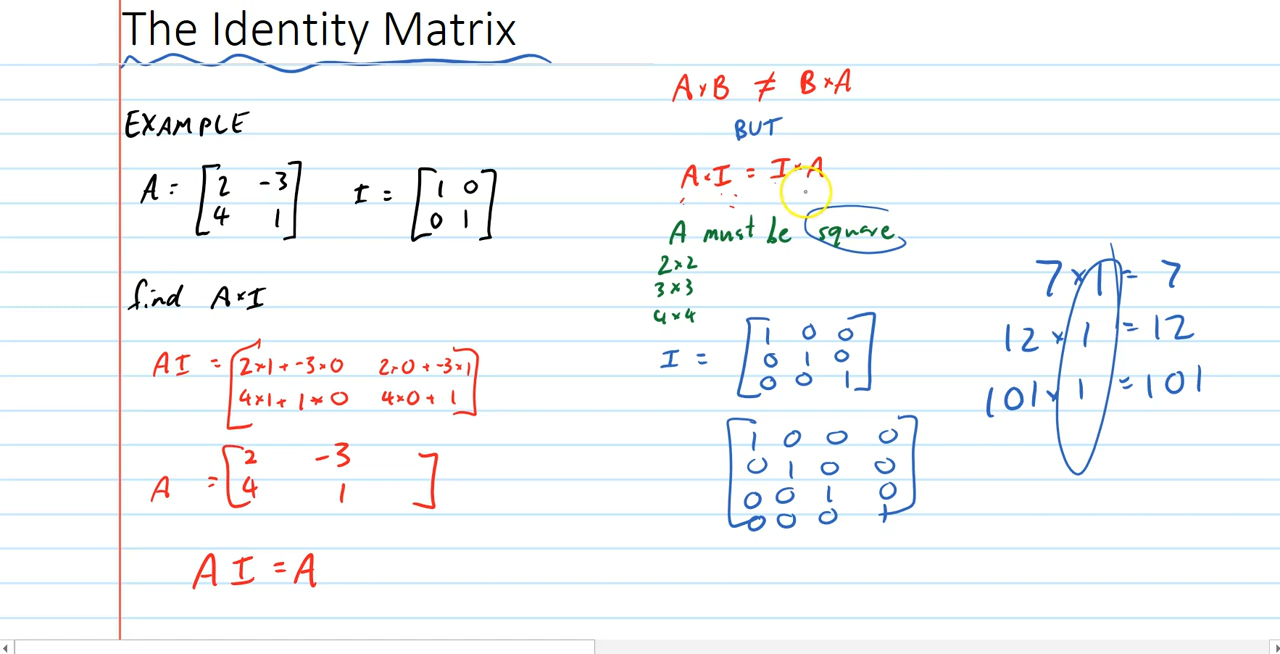 The Identity Matrix
EXAMPLE
A = [2 -3
4 1]
I = [1 0
0 1]
find A×I
AI = [2×1+-3×0 2×0+-3×1
4×1+1×0 4×0+1]
A = [2 -3
4 1]
AI = A
A×B ≠ B×A
BUT
A×I = I×A
A must be square
2×2
3×3
4×4
I = [1 0 0
0 1 0
0 0 1]
[1 0 0 0
0 1 0 0
0 0 1 0
0 0 0 1]
7×1 = 7
12×1 = 12
101×1 = 101